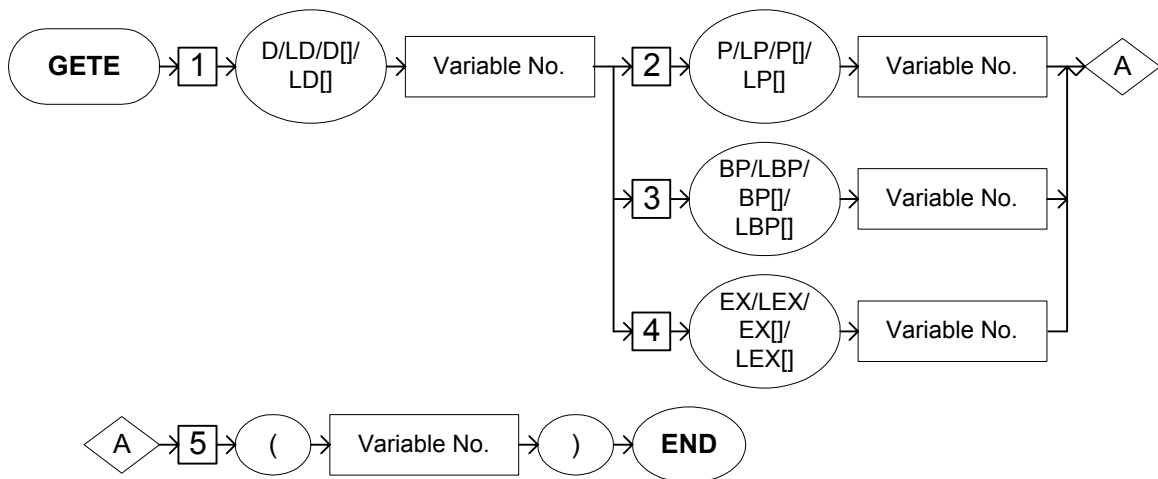 GETE
1
D/LD/D[]/
LD[]
Variable No.
2
P/LP/P[]/
LP[]
Variable No.
A
3
BP/LBP/
BP[]/
LBP[]
Variable No.
4
EX/LEX/
EX[]/
LEX[]
Variable No.
A
5
(
Variable No.
)
END